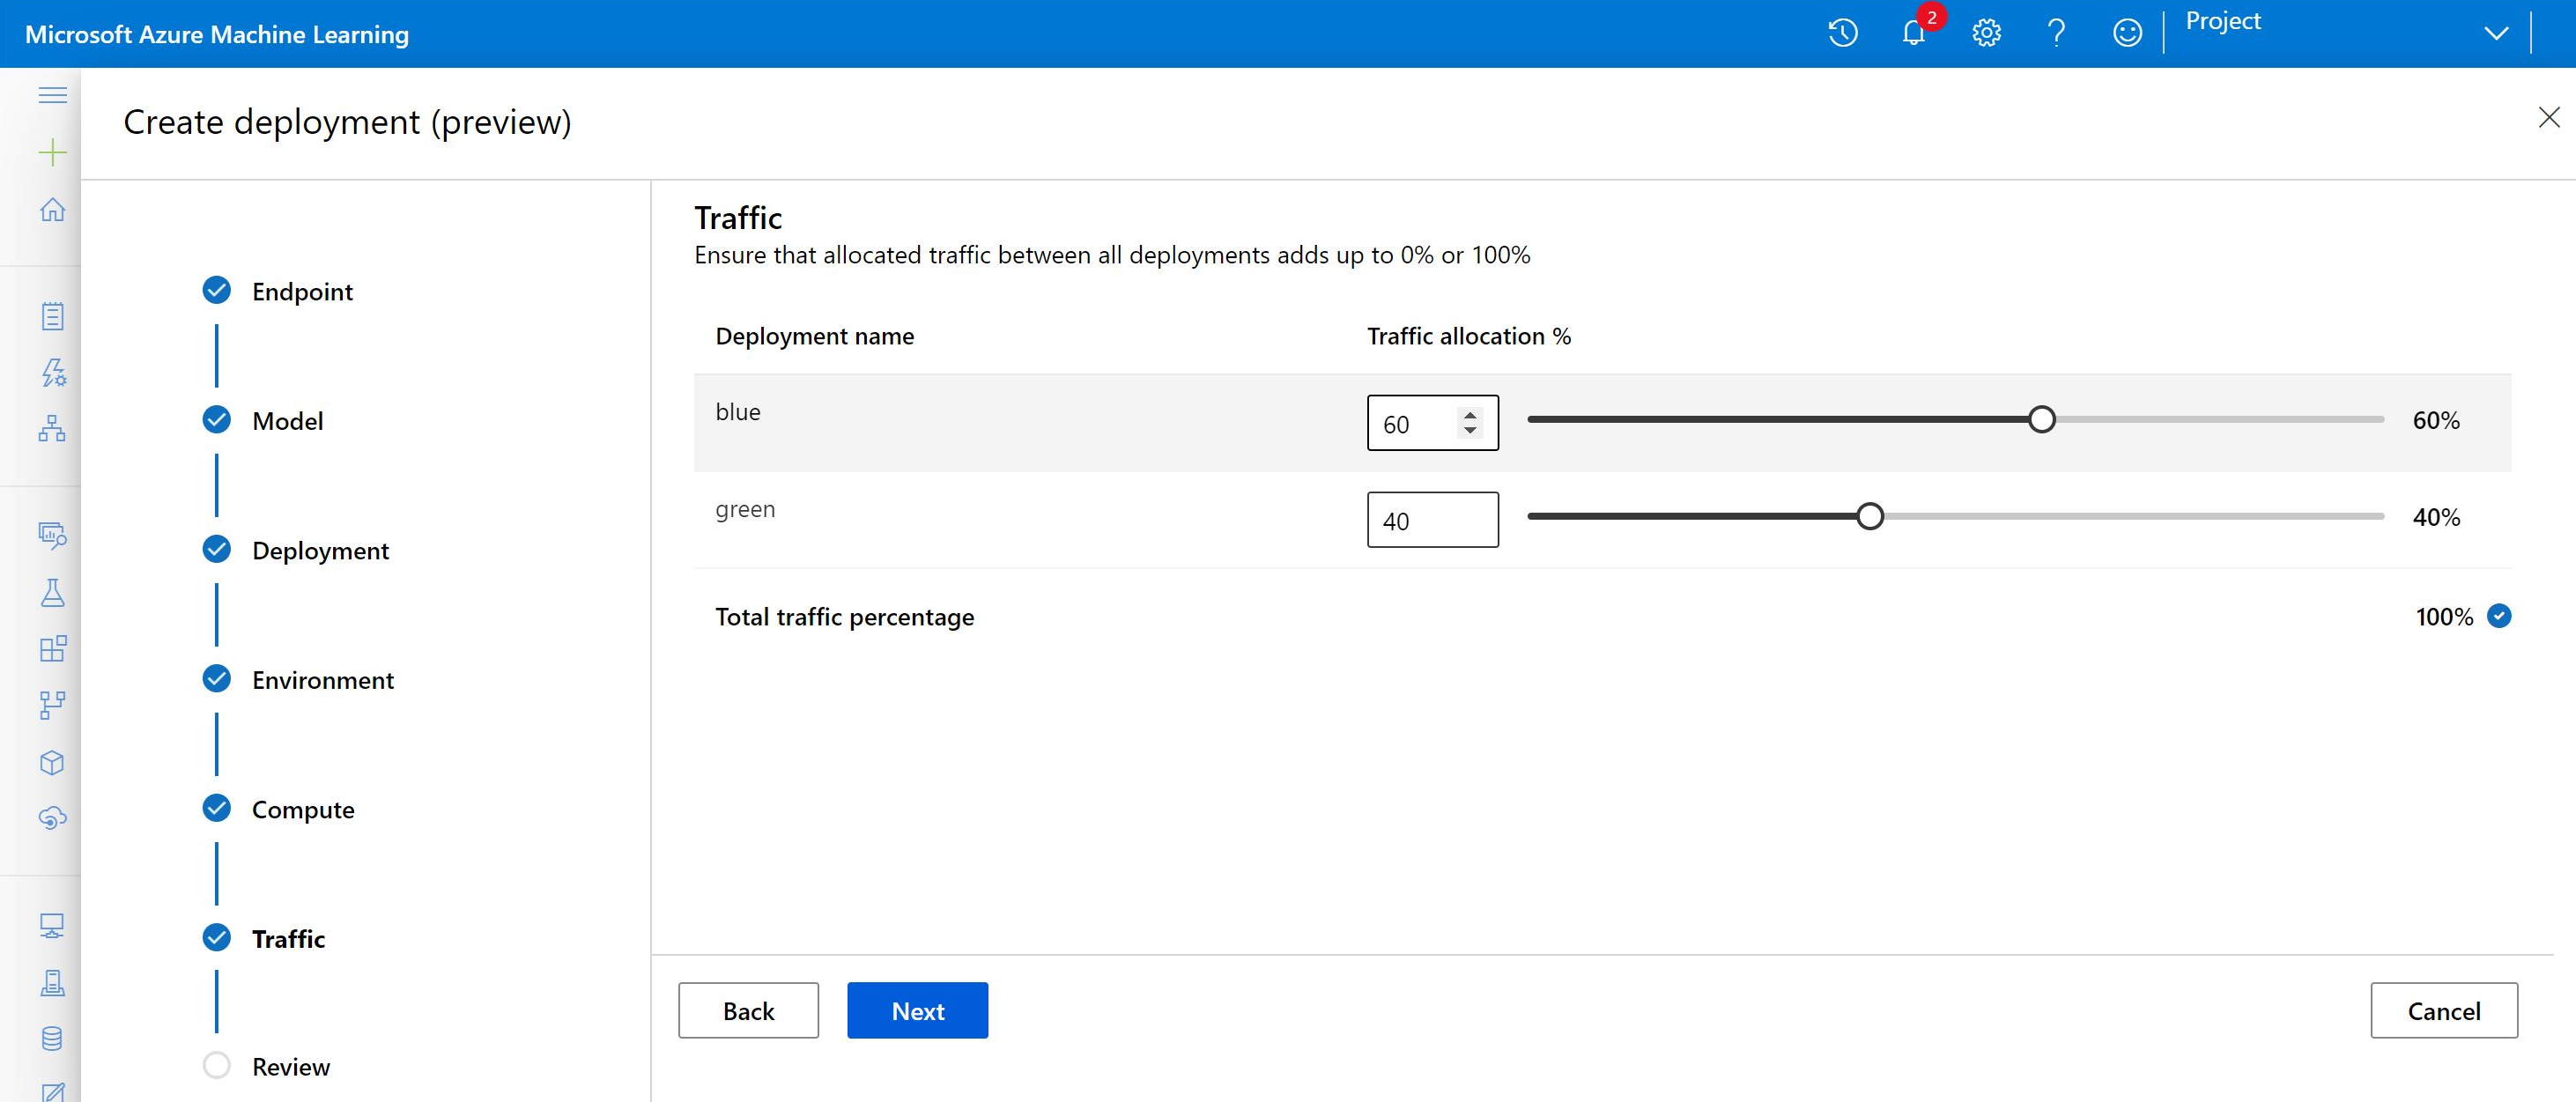 Microsoft Azure Machine Learning
2
Project
Create deployment (preview)
Endpoint
Model
Deployment
Environment
Compute
Traffic
Review
Traffic
Ensure that allocated traffic between all deployments adds up to 0% or 100%
Deployment name Traffic allocation %
blue 60 60%
green 40 40%
Total traffic percentage 100%
Back Next Cancel